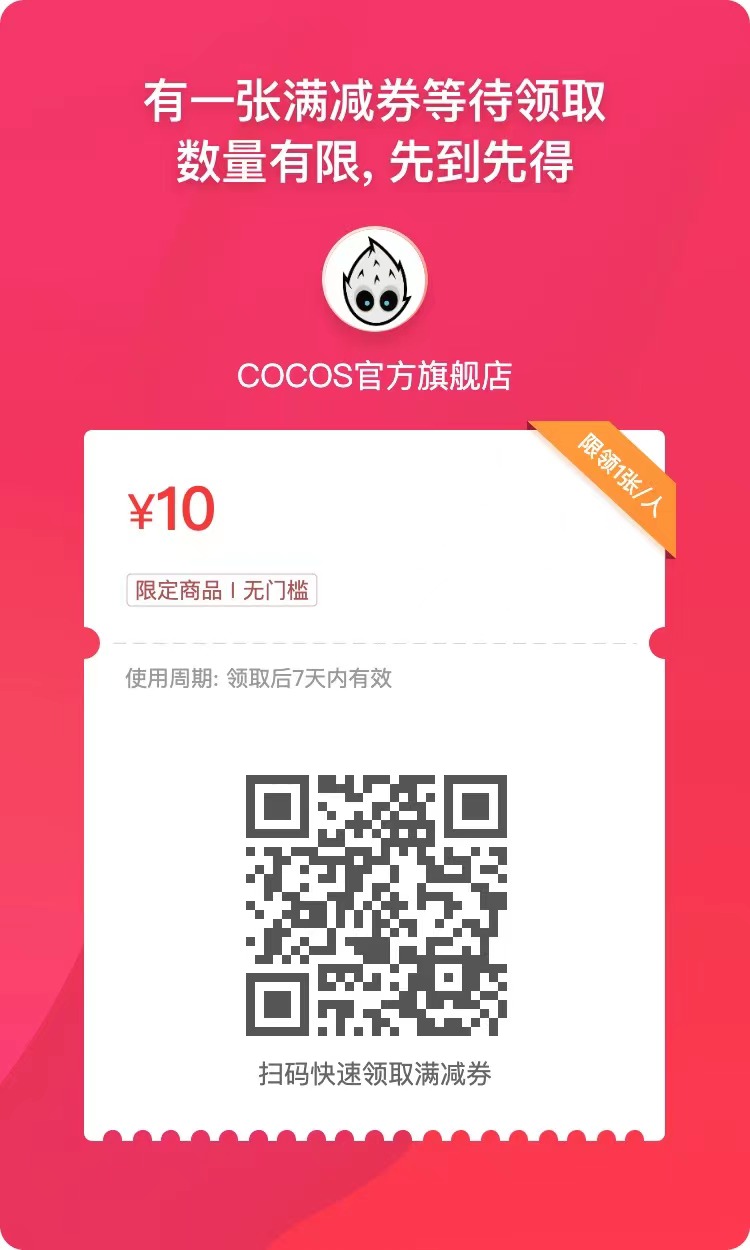 有一张满减券等待领取
数量有限, 先到先得
COCOS官方旗舰店
限领1张/人
¥10
限定商品 | 无门槛
使用周期: 领取后7天内有效
扫码快速领取满减券